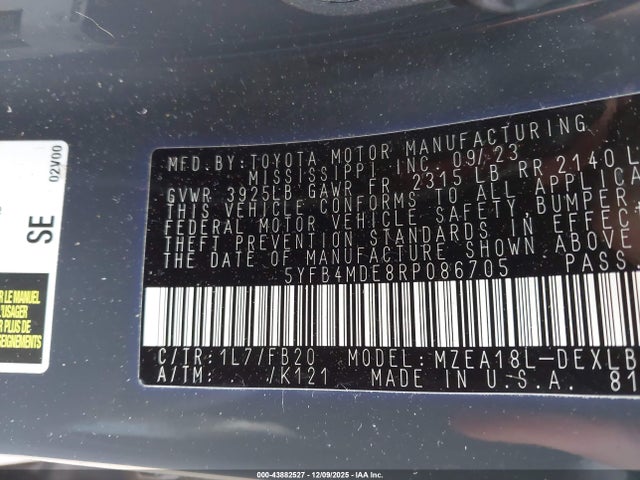 02V00
SE
R LE MANUEL
L'USAGER
UR PLUS DE
SEIGNEMENTS
MFD.BY:TOYOTA MOTOR MANUFACTURING
MISSISSIPPI INC. 09/23
GVWR 3925LB GAWR FR 2315 LB RR 2140 L
THIS VEHICLE CONFORMS TO ALL APPLICA
FEDERAL MOTOR VEHICLE SAFETY,BUMPER,
THEFT PREVENTION STANDARDS IN EFFECT
THE DATE OF MANUFACTURE SHOWN ABOVE
5YFB4MDE8RP086705 PASS.
C/TR:1L7/FB20 MODEL:MZEA18L-DEXLB
A/TM: /K121 MADE IN U.S.A. 81
000-43882527 - 12/09/2025 - IAA Inc.